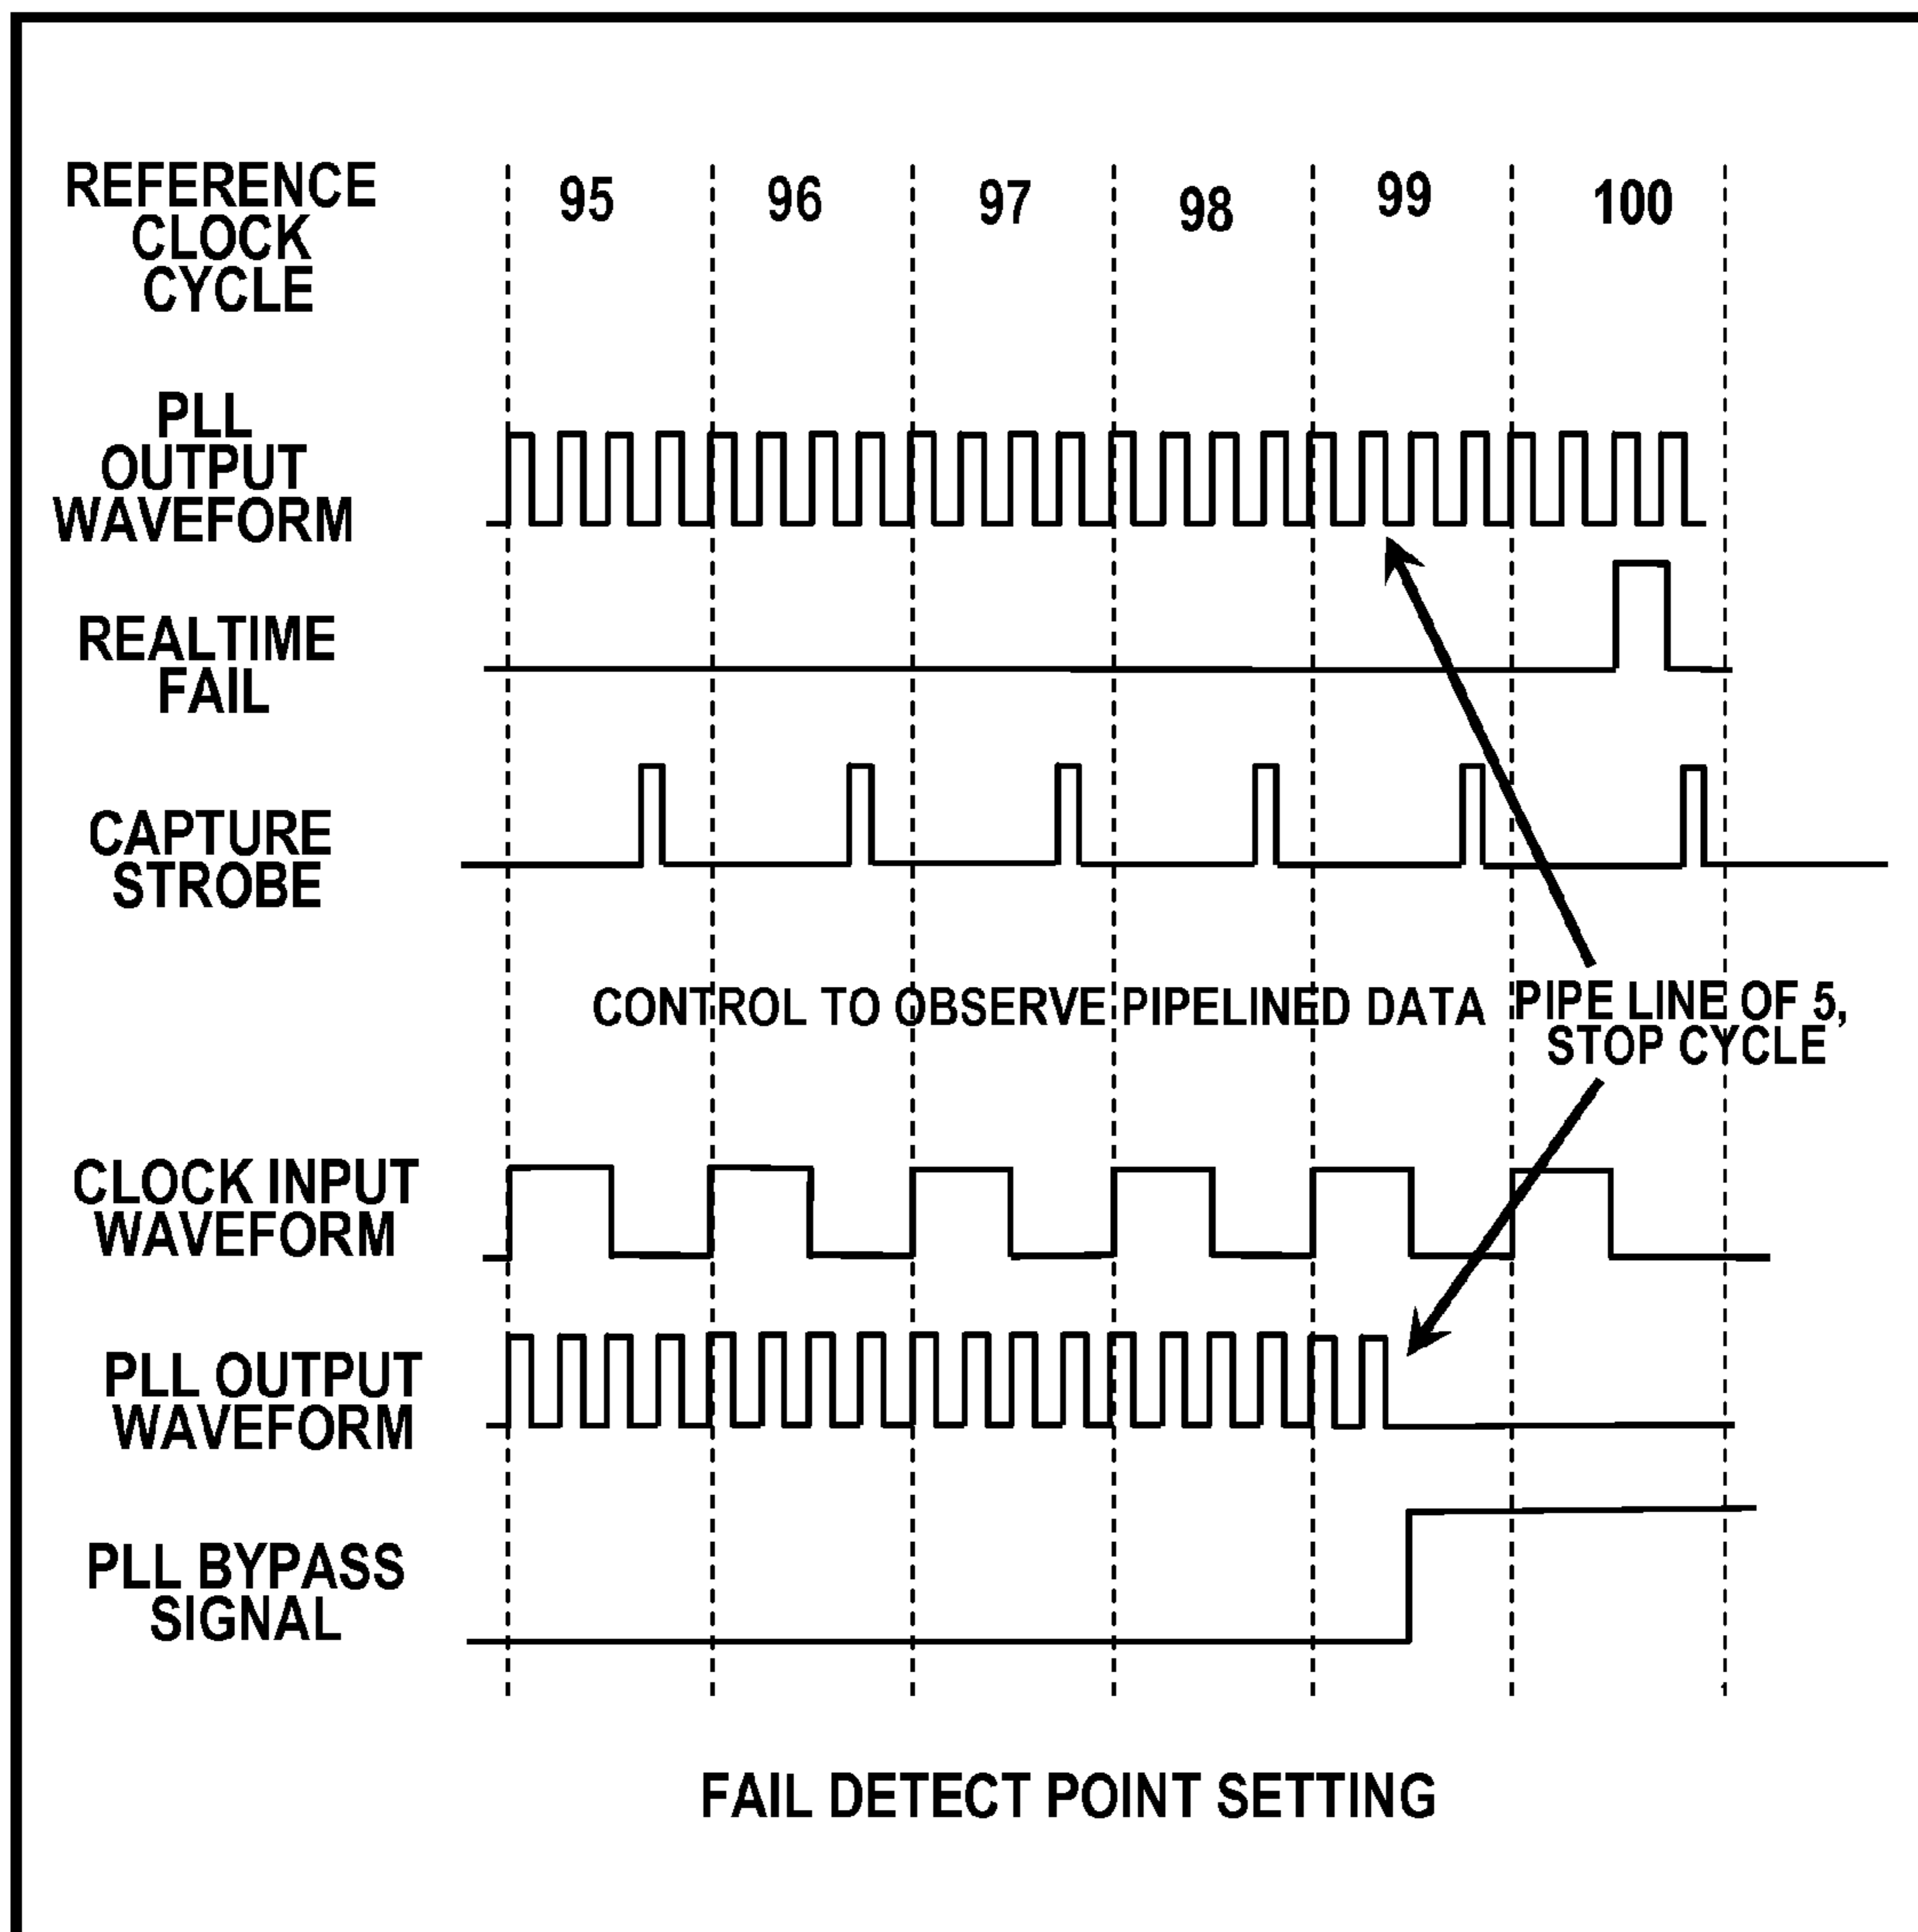 REFERENCE
CLOCK
CYCLE
95 96 97 98 99 100
PLL
OUTPUT
WAVEFORM
REALTIME
FAIL
CAPTURE
STROBE
CONTROL TO OBSERVE PIPELINED DATA
PIPE LINE OF 5,
STOP CYCLE
CLOCK INPUT
WAVEFORM
PLL OUTPUT
WAVEFORM
PLL BYPASS
SIGNAL
FAIL DETECT POINT SETTING